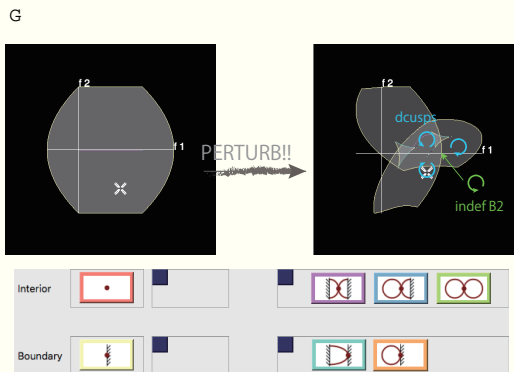 G
f 2
f 1
PERTURB!!
f 2
dcusps
f 1
indef B2
Interior
Boundary